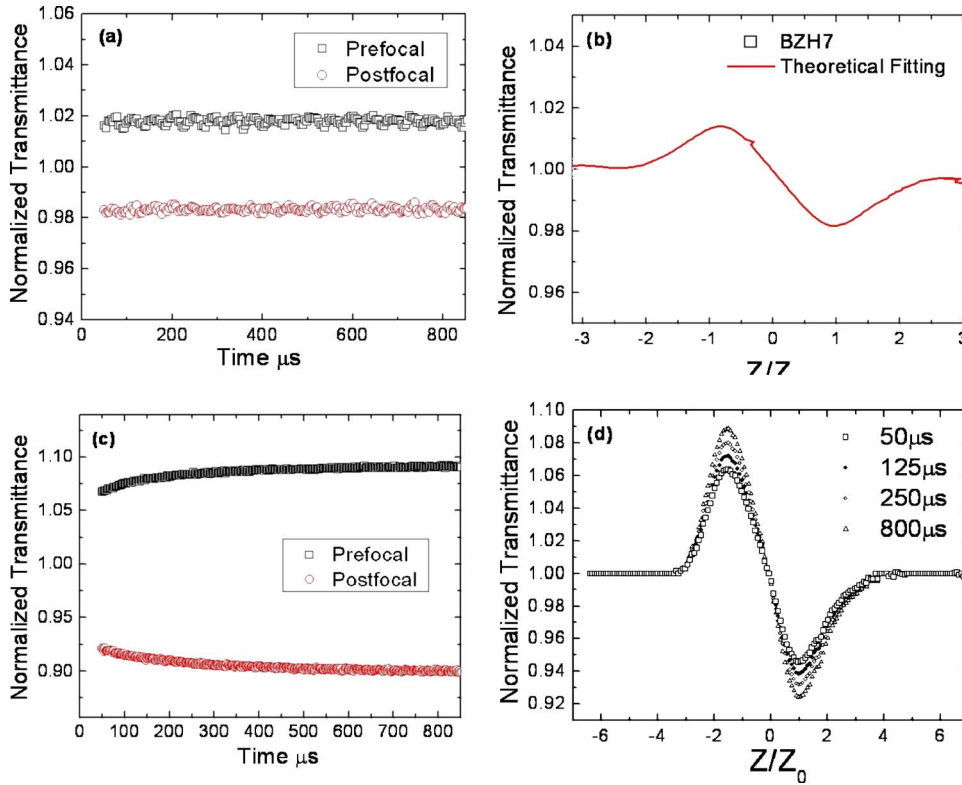 (a)
Prefocal
Postfocal
Normalized Transmittance
1.04
1.02
1.00
0.98
0.96
0.94
0
200
400
600
800
Time μs
(b)
BZH7
Theoretical Fitting
Normalized Transmittance
1.04
1.02
1.00
0.98
0.96
-3
-2
-1
0
1
2
3
Z/Z
(c)
Prefocal
Postfocal
Normalized Transmittance
1.10
1.05
1.00
0.95
0.90
0
100
200
300
400
500
600
700
800
Time μs
(d)
50μs
125μs
250μs
800μs
Normalized Transmittance
1.10
1.08
1.06
1.04
1.02
1.00
0.98
0.96
0.94
0.92
-6
-4
-2
0
2
4
6
Z/Z₀